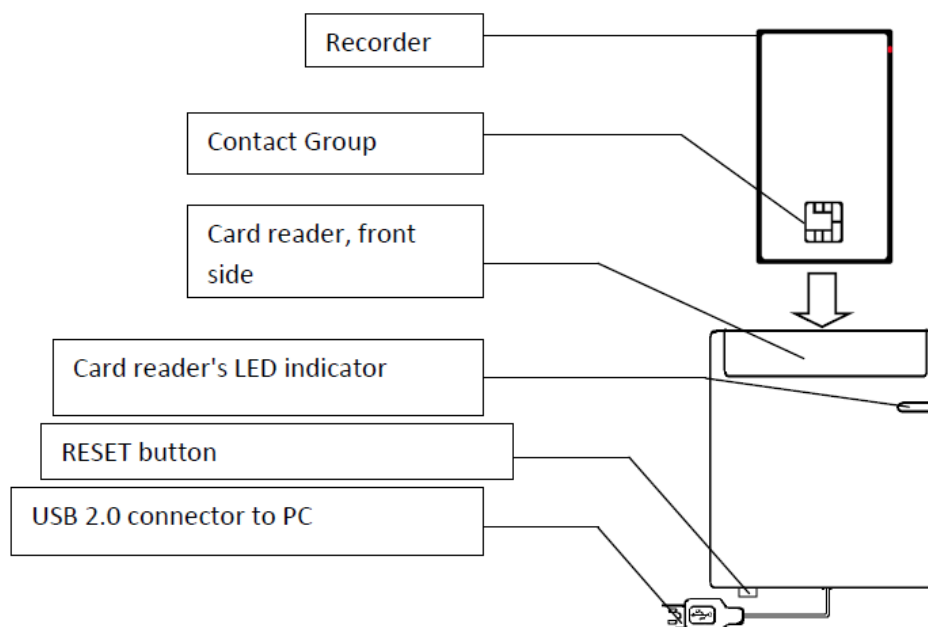 Recorder
Contact Group
Card reader, front
side
Card reader's LED indicator
RESET button
USB 2.0 connector to PC